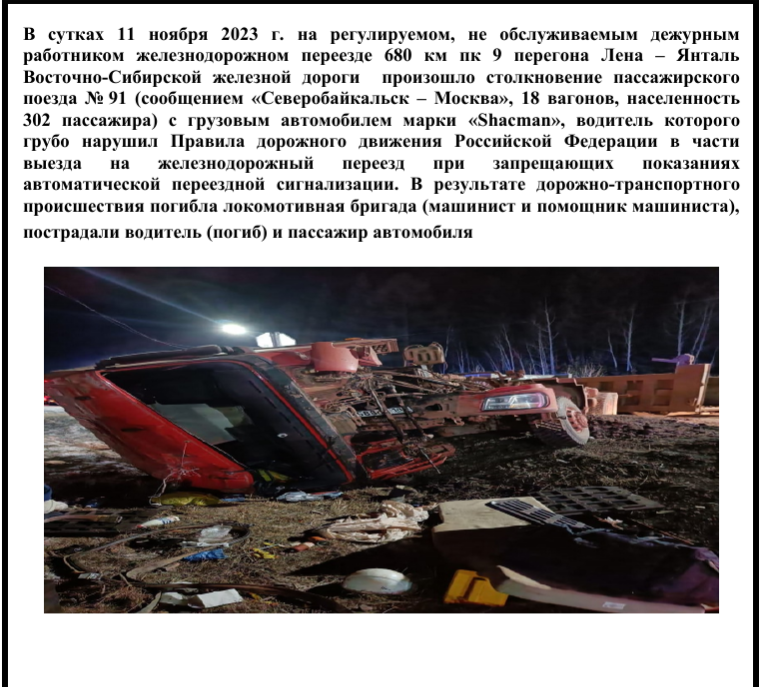 В сутках 11 ноября 2023 г. на регулируемом, не обслуживаемым дежурным
работником железнодорожном переезде 680 км пк 9 перегона Лена – Янталь
Восточно-Сибирской железной дороги произошло столкновение пассажирского
поезда № 91 (сообщением «Северобайкальск – Москва», 18 вагонов, населенность
302 пассажира) с грузовым автомобилем марки «Shacman», водитель которого
грубо нарушил Правила дорожного движения Российской Федерации в части
выезда на железнодорожный переезд при запрещающих показаниях
автоматической переездной сигнализации. В результате дорожно-транспортного
происшествия погибла локомотивная бригада (машинист и помощник машиниста),
пострадали водитель (погиб) и пассажир автомобиля